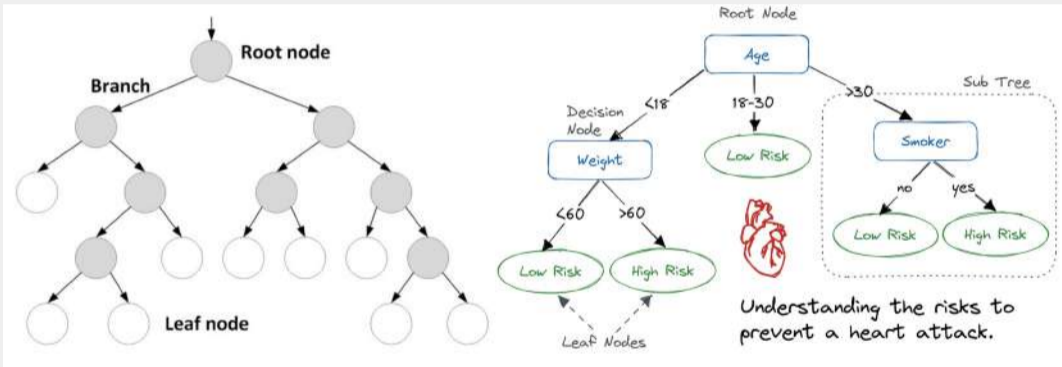 Root node
Branch
Leaf node
Root Node
Age
<18
18-30
>30
Sub Tree
Decision
Node
Weight
Low Risk
Smoker
<60
>60
no
yes
Low Risk
High Risk
Low Risk
High Risk
Leaf Nodes
Understanding the risks to
prevent a heart attack.